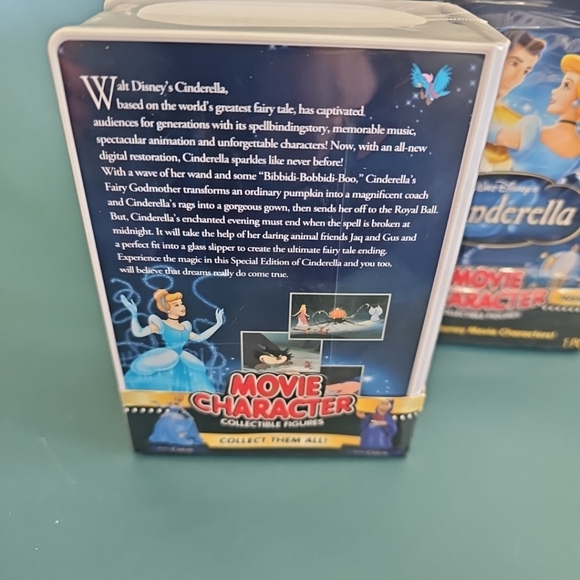 Walt Disney's Cinderella,
based on the world's greatest fairy tale, has captivated
audiences for generations with its spellbindingstory, memorable music,
spectacular animation and unforgettable characters! Now, with an all-new
digital restoration, Cinderella sparkles like never before!
With a wave of her wand and some "Bibbidi-Bobbidi-Boo," Cinderella's
Fairy Godmother transforms an ordinary pumpkin into a magnificent coach
and Cinderella's rags into a gorgeous gown, then sends her off to the Royal Ball.
But, Cinderella's enchanted evening must end when the spell is broken at
midnight. It will take the help of her daring animal friends Jaq and Gus and
a perfect fit into a glass slipper to create the ultimate fairy tale ending.
Experience the magic in this Special Edition of Cinderella and you too,
will believe that dreams really do come true.
MOVIE
CHARACTER
COLLECTIBLE FIGURES
COLLECT THEM ALL!
Walt Disney's
nderella
MOVIE
CHARACTER
COLLECTIBLE FIGURES
Movie Characters!